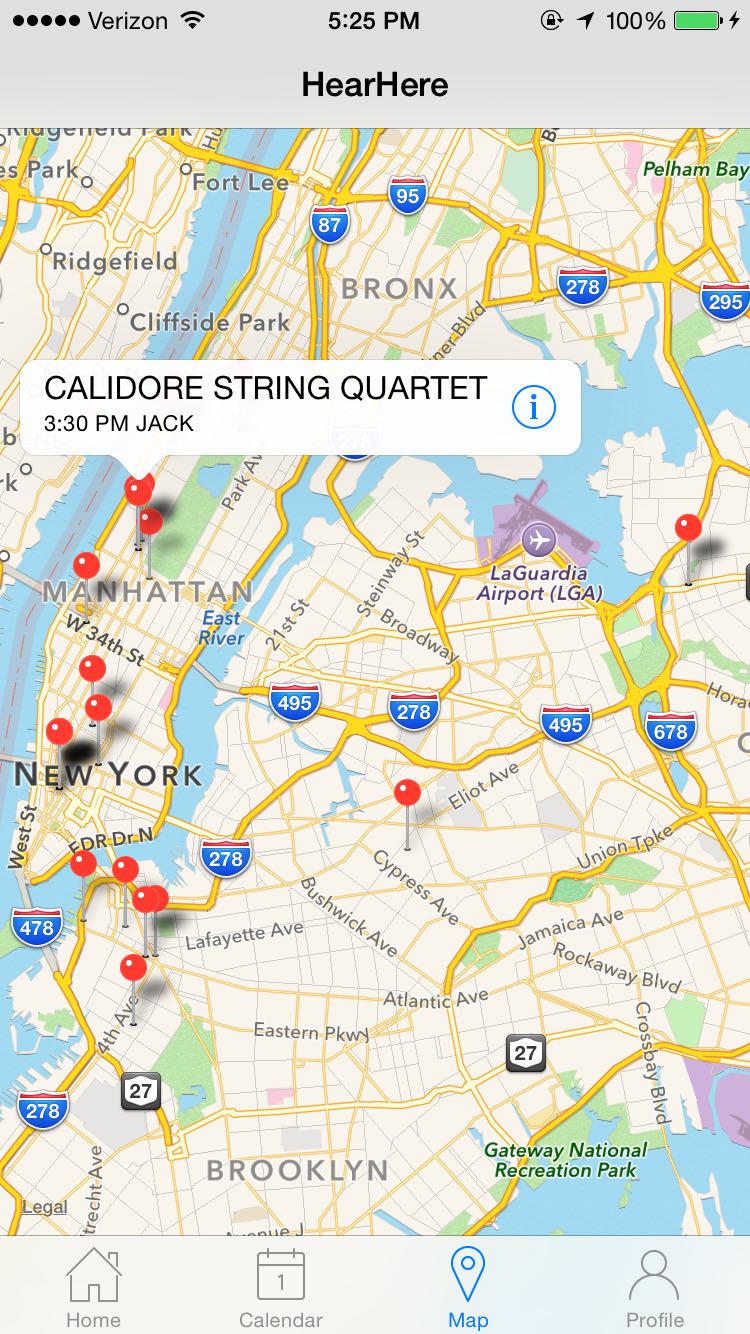 Verizon
5:25 PM
100%
HearHere
Ridgefield Park
Fort Lee
95
87
Pelham Bay
Ridgefield
BRONX
278
295
Cliffside Park
CALIDORE STRING QUARTET
3:30 PM JACK
i
278
Park Av
Steinway St
LaGuardia
Airport (LGA)
MANHATTAN
East
River
21st St
W 34th St
Broadway
495
278
495
678
Horac
NEW YORK
Eliot Ave
West St
FDR Dr N
278
Union Tpke
Cypress Ave
Bushwick Ave
478
Lafayette Ave
Jamaica Ave
Rockaway Blvd
Atlantic Ave
4th Ave
Eastern Pkwy
Crossbay Blvd
27
27
278
Gateway National
Recreation Park
BROOKLYN
Legal
trecht Ave
Avenue J
1
Home
Calendar
Map
Profile